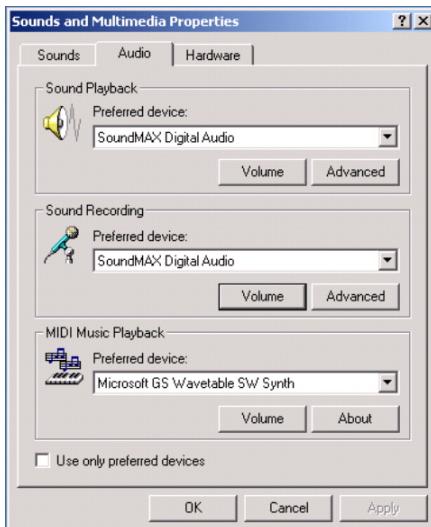 Sounds and Multimedia Properties
Sounds Audio Hardware
Sound Playback
Preferred device:
SoundMAX Digital Audio
Volume Advanced
Sound Recording
Preferred device:
SoundMAX Digital Audio
Volume Advanced
MIDI Music Playback
Preferred device:
Microsoft GS Wavetable SW Synth
Volume About
Use only preferred devices
OK Cancel Apply